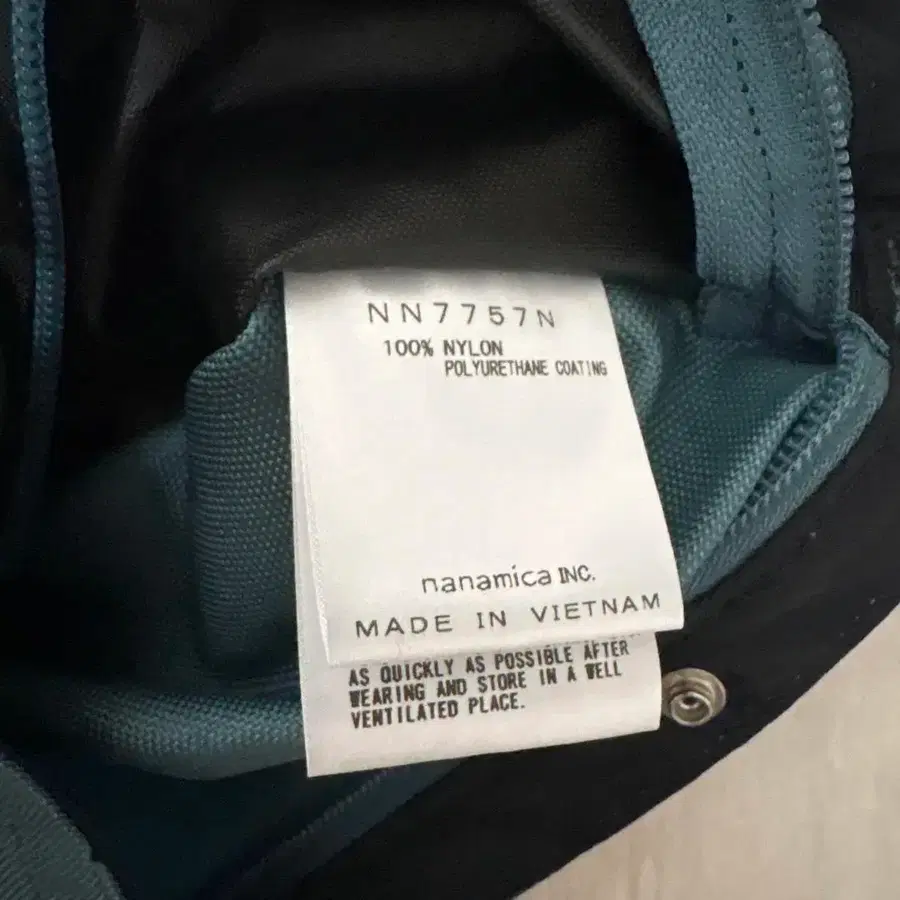 NN7757N
100% NYLON
POLYURETHANE COATING
nanamica INC.
MADE IN VIETNAM
AS QUICKLY AS POSSIBLE AFTER
WEARING AND STORE IN A WELL
VENTILATED PLACE.